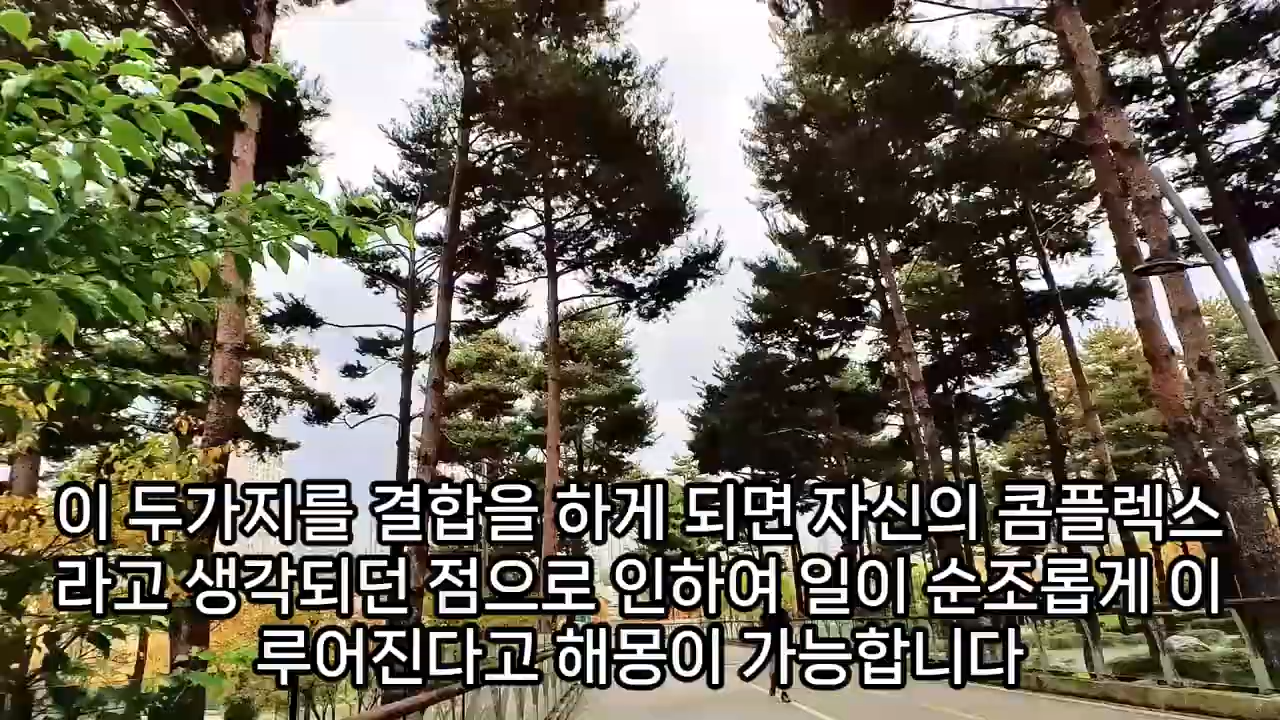 이 두가지를 결합을 하게 되면 자신의 콤플렉스
라고 생각되던 점으로 인하여 일이 순조롭게 이
루어진다고 해몽이 가능합니다